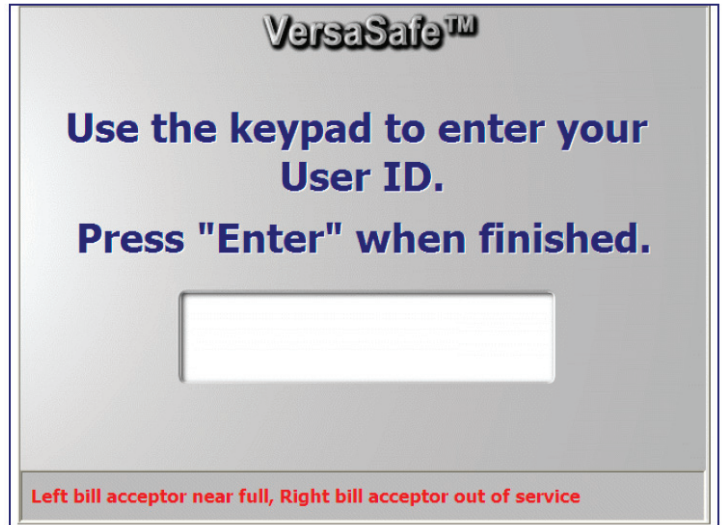 VersaSafe™
Use the keypad to enter your
User ID.
Press "Enter" when finished.
Left bill acceptor near full, Right bill acceptor out of service